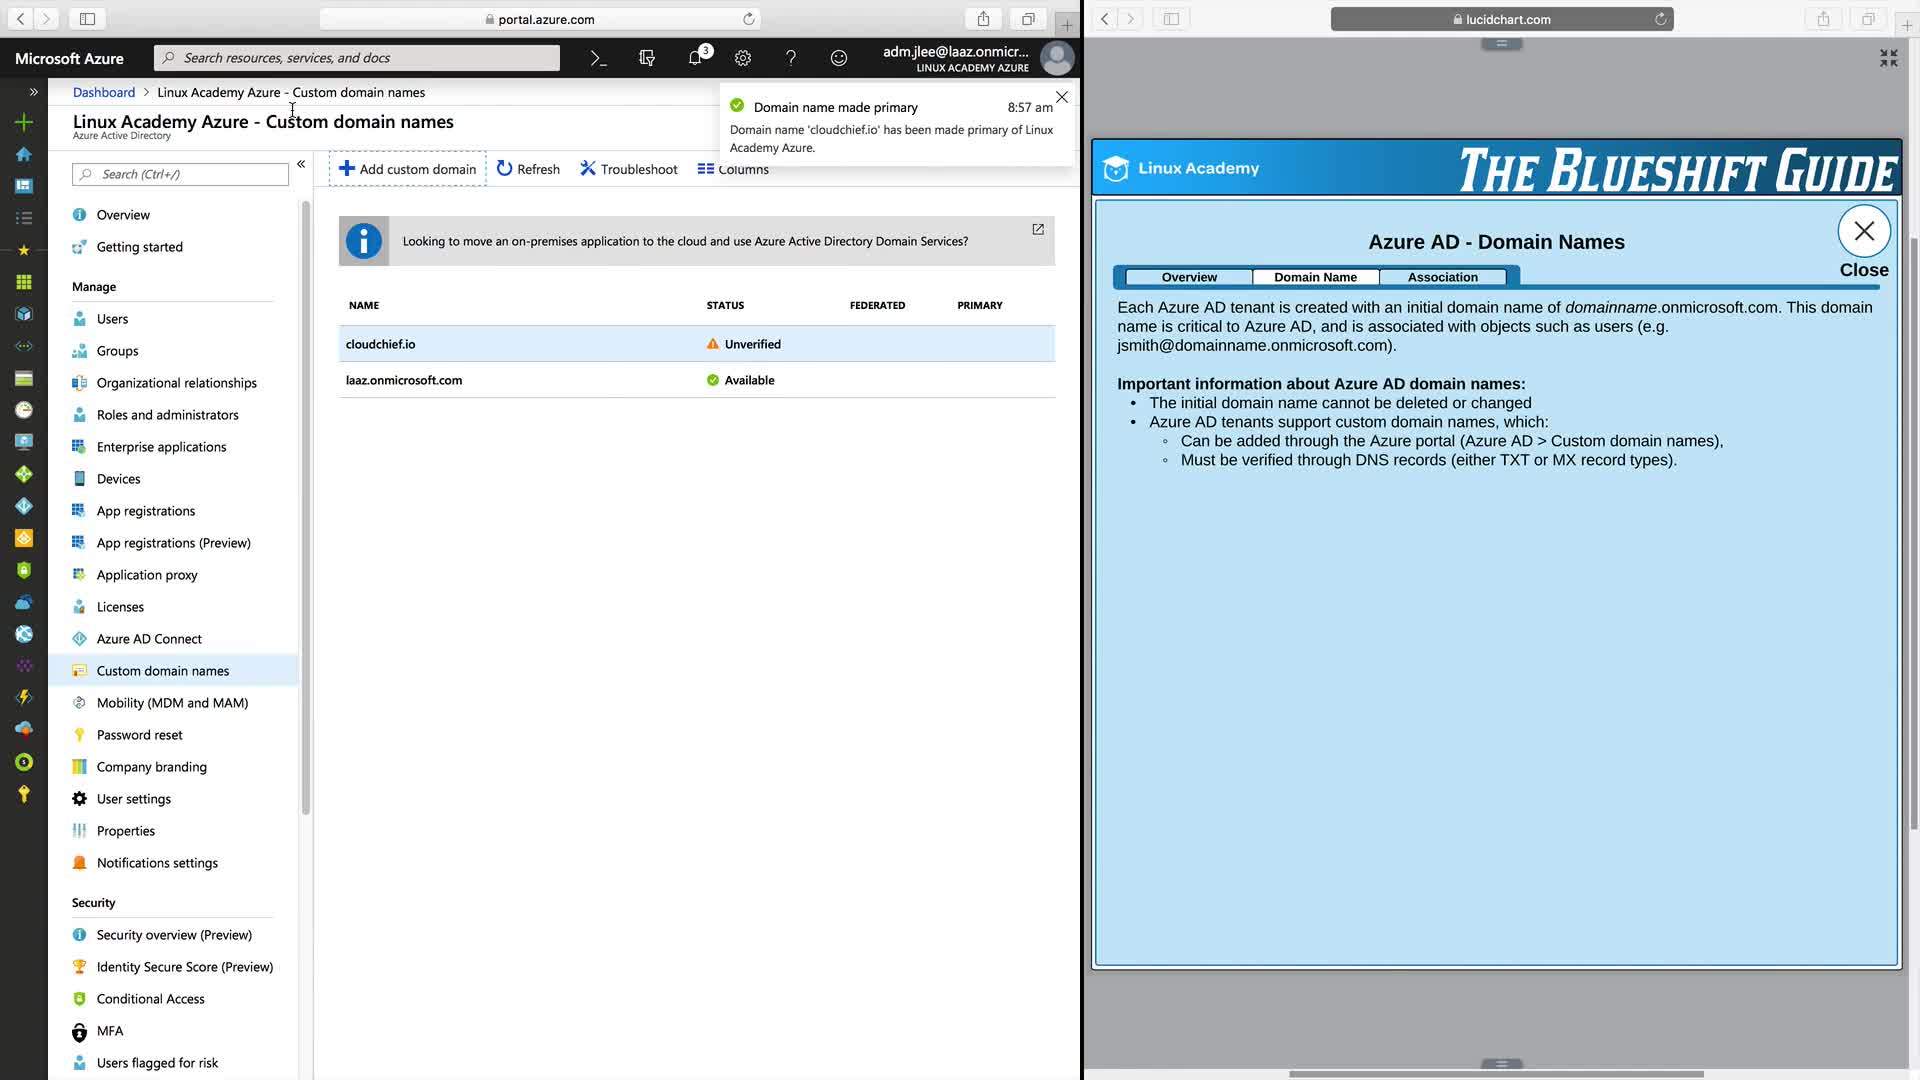 portal.azure.com
Microsoft Azure
Search resources, services, and docs
3
adm.jlee@laaz.onmicr...
LINUX ACADEMY AZURE
Dashboard > Linux Academy Azure - Custom domain names
Linux Academy Azure - Custom domain names
Azure Active Directory
Domain name made primary 8:57 am
Domain name 'cloudchief.io' has been made primary of Linux
Academy Azure.
Search (Ctrl+/)
Add custom domain Refresh Troubleshoot Columns
Overview
Getting started
Manage
Users
Groups
Organizational relationships
Roles and administrators
Enterprise applications
Devices
App registrations
App registrations (Preview)
Application proxy
Licenses
Azure AD Connect
Custom domain names
Mobility (MDM and MAM)
Password reset
Company branding
User settings
Properties
Notifications settings
Security
Security overview (Preview)
Identity Secure Score (Preview)
Conditional Access
MFA
Users flagged for risk
Looking to move an on-premises application to the cloud and use Azure Active Directory Domain Services?
NAME STATUS FEDERATED PRIMARY
cloudchief.io Unverified
laaz.onmicrosoft.com Available
lucidchart.com
Linux Academy
THE BLUESHIFT GUIDE
Azure AD - Domain Names
Close
Overview Domain Name Association
Each Azure AD tenant is created with an initial domain name of domainname.onmicrosoft.com. This domain
name is critical to Azure AD, and is associated with objects such as users (e.g.
jsmith@domainname.onmicrosoft.com).
Important information about Azure AD domain names:
• The initial domain name cannot be deleted or changed
• Azure AD tenants support custom domain names, which:
◦ Can be added through the Azure portal (Azure AD > Custom domain names),
◦ Must be verified through DNS records (either TXT or MX record types).